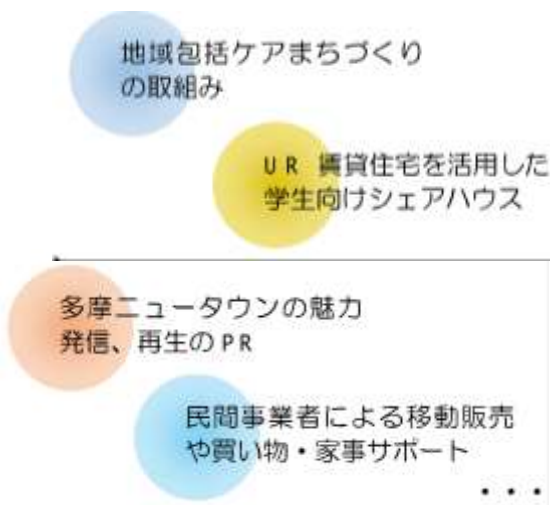 地域包括ケアまちづくり
の取組み
UR 賃貸住宅を活用した
学生向けシェアハウス
多摩ニュータウンの魅力
発信、再生のPR
民間事業者による移動販売
や買い物・家事サポート
・・・